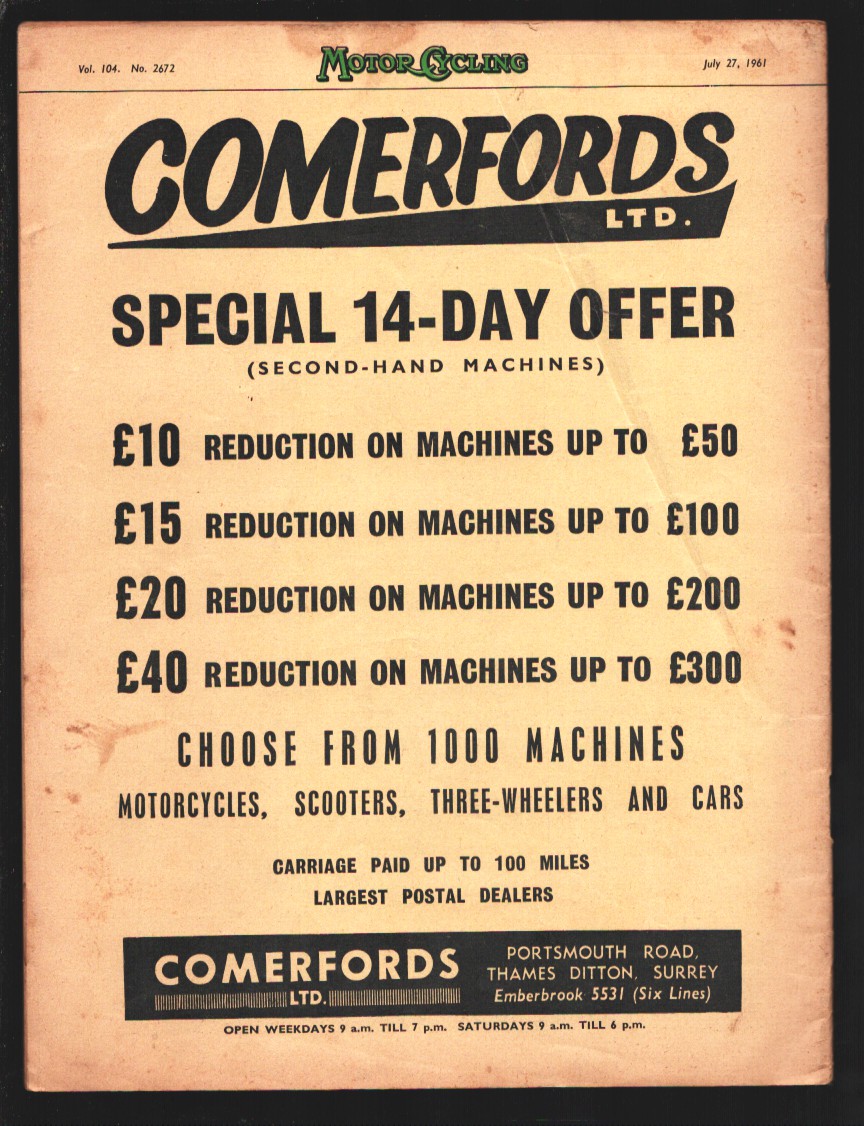 Vol. 104. No. 2672
MOTOR CYCLING
July 27, 1961
COMERFORDS
LTD.
SPECIAL 14-DAY OFFER
(SECOND-HAND MACHINES)
£10 REDUCTION ON MACHINES UP TO £50
£15 REDUCTION ON MACHINES UP TO £100
£20 REDUCTION ON MACHINES UP TO £200
£40 REDUCTION ON MACHINES UP TO £300
CHOOSE FROM 1000 MACHINES
MOTORCYCLES, SCOOTERS, THREE-WHEELERS AND CARS
CARRIAGE PAID UP TO 100 MILES
LARGEST POSTAL DEALERS
COMERFORDS
LTD.
PORTSMOUTH ROAD,
THAMES DITTON, SURREY
Emberbrook 5531 (Six Lines)
OPEN WEEKDAYS 9 a.m. TILL 7 p.m. SATURDAYS 9 a.m. TILL 6 p.m.